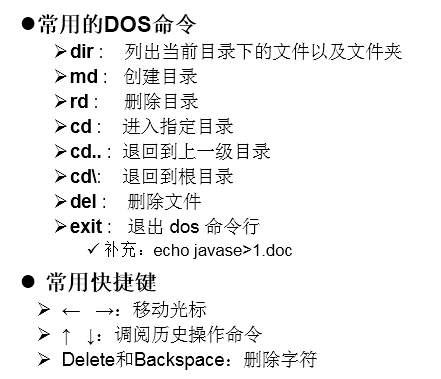 ●常用的DOS命令
➢dir : 列出当前目录下的文件以及文件夹
➢md : 创建目录
➢rd : 删除目录
➢cd : 进入指定目录
➢cd.. : 退回到上一级目录
➢cd\: 退回到根目录
➢del : 删除文件
➢exit : 退出 dos 命令行
✓补充：echo javase>1.doc
● 常用快捷键
➢ ← →：移动光标
➢ ↑ ↓：调阅历史操作命令
➢ Delete和Backspace：删除字符